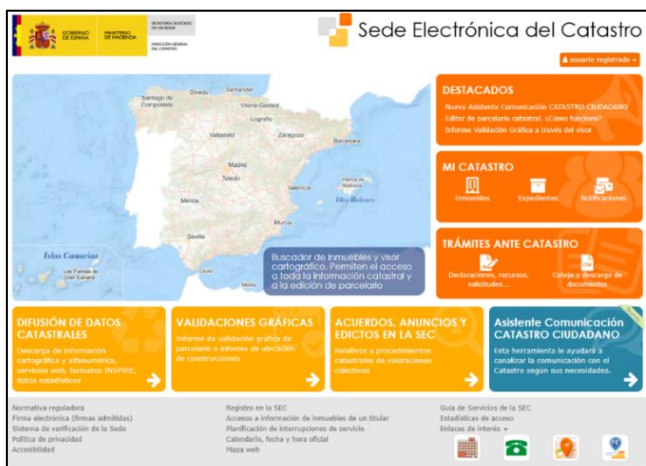 GOBIERNO
DE ESPAÑA
MINISTERIO
DE HACIENDA
SECRETARÍA DE ESTADO
DE HACIENDA
DIRECCIÓN GENERAL
DEL CATASTRO
Sede Electrónica del Catastro
usuario registrado
Santiago de
Compostela
Oviedo
Santander
Vitoria-Gasteiz
Logroño
Valladolid
Zaragoza
Barcelona
Madrid
Toledo
Palma de
Mallorca
Valencia
Illes Balears
Mérida
Murcia
Sevilla
Islas Canarias
Las Palmas de
Gran Canaria
Ceuta
Buscador de inmuebles y visor
cartográfico. Permiten el acceso
a toda la información catastral y
a la edición de parcelario
DESTACADOS
Nuevo Asistente Comunicación CATASTRO CIUDADANO
Editor de parcelario catastral. ¿Cómo funciona?
Informe Validación Gráfica a través del visor
MI CATASTRO
Inmuebles
Expedientes
Notificaciones
TRÁMITES ANTE CATASTRO
Declaraciones, recursos,
solicitudes...
Cotejo y descarga de
documentos
DIFUSIÓN DE DATOS
CATASTRALES
Descarga de información
cartográfica y alfanumérica,
servicios web, formatos INSPIRE,
datos estadísticos
VALIDACIONES GRÁFICAS
Informe de validación gráfica de
parcelario e informe de ubicación
de construcciones
ACUERDOS, ANUNCIOS Y
EDICTOS EN LA SEC
Relativos a procedimientos
catastrales de valoraciones
colectivas
Asistente Comunicación
CATASTRO CIUDADANO
Esta herramienta le ayudará a
canalizar la comunicación con el
Catastro según sus necesidades.
Normativa reguladora
Firma electrónica (firmas admitidas)
Sistema de verificación de la Sede
Política de privacidad
Accesibilidad
Registro en la SEC
Accesos a información de inmuebles de un titular
Planificación de interrupciones de servicio
Calendario, fecha y hora oficial
Mapa web
Guía de Servicios de la SEC
Estadísticas de acceso
Enlaces de interés